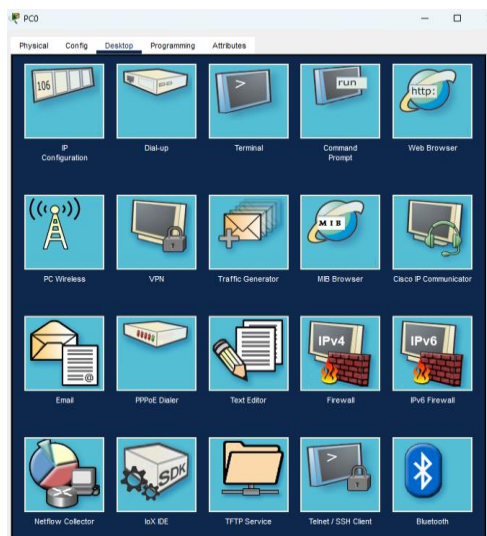 PC0
Physical Config Desktop Programming Attributes
106
>
run
http:
IP
Configuration
Dial-up
Terminal
Command
Prompt
Web Browser
((( )))
MIB
PC Wireless
VPN
Traffic Generator
MIB Browser
Cisco IP Communicator
@
IPv4
IPv6
Email
PPPoE Dialer
Text Editor
Firewall
IPv6 Firewall
SDK
>
Netflow Collector
IoX IDE
TFTP Service
Telnet / SSH Client
Bluetooth